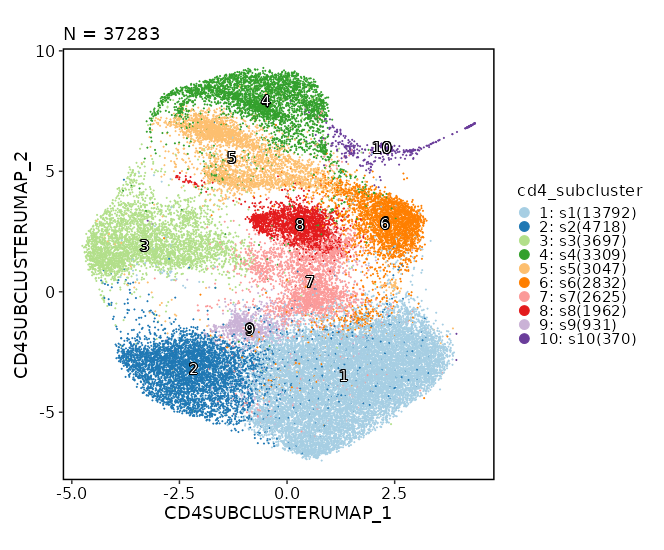 N = 37283
CD4SUBCLUSTERUMAP_2
10
5
0
-5
4
10
5
6
8
3
7
9
2
1
-5.0 -2.5 0.0 2.5
CD4SUBCLUSTERUMAP_1
cd4_subcluster
1: s1(13792)
2: s2(4718)
3: s3(3697)
4: s4(3309)
5: s5(3047)
6: s6(2832)
7: s7(2625)
8: s8(1962)
9: s9(931)
10: s10(370)